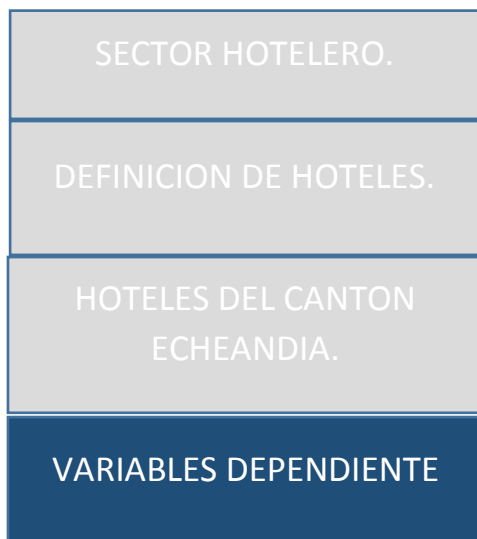 SECTOR HOTELERO.
DEFINICION DE HOTELES.
HOTELES DEL CANTON
ECHEANDIA.
VARIABLES DEPENDIENTE